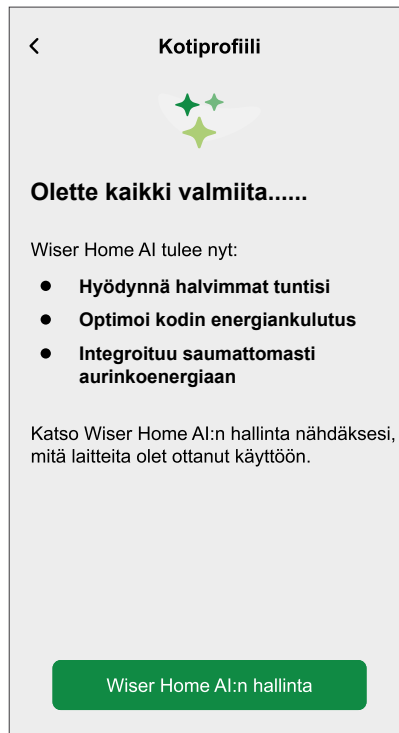 Kotiprofiili
Olette kaikki valmiita......
Wiser Home AI tulee nyt:
● Hyödynnä halvimmat tuntisi
● Optimoi kodin energiankulutus
● Integroituu saumattomasti
aurinkoenergiaan
Katso Wiser Home AI:n hallinta nähdäksesi,
mitä laitteita olet ottanut käyttöön.
Wiser Home AI:n hallinta